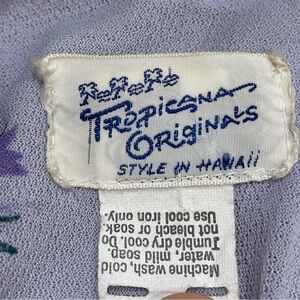 Tropicana
Originals
STYLE IN HAWAII
Machine wash, cold
water, mild soap.
Tumble dry cool. Do
not bleach or soak.
Use cool iron only.